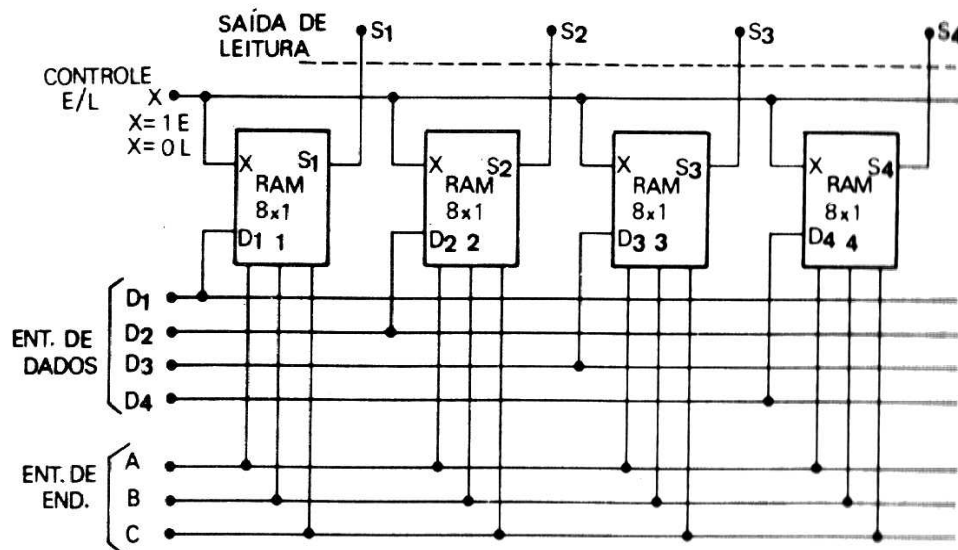 SAÍDA DE
LEITURA
S1
S2
S3
S4
CONTROLE
E/L
X
X=1 E
X=0 L
X S1
RAM
8x1
D1 1
X S2
RAM
8x1
D2 2
X S3
RAM
8x1
D3 3
X S4
RAM
8x1
D4 4
ENT. DE
DADOS
D1
D2
D3
D4
ENT. DE
END.
A
B
C